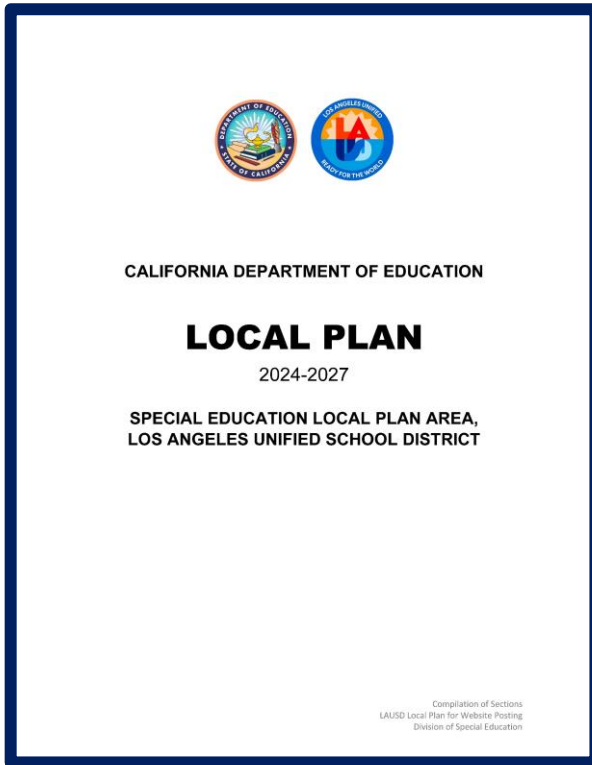 DEPARTMENT OF EDUCATION
STATE OF CALIFORNIA
LOS ANGELES UNIFIED
LAUSD
READY FOR THE WORLD
CALIFORNIA DEPARTMENT OF EDUCATION
LOCAL PLAN
2024-2027
SPECIAL EDUCATION LOCAL PLAN AREA,
LOS ANGELES UNIFIED SCHOOL DISTRICT
Compilation of Sections
LAUSD Local Plan for Website Posting
Division of Special Education